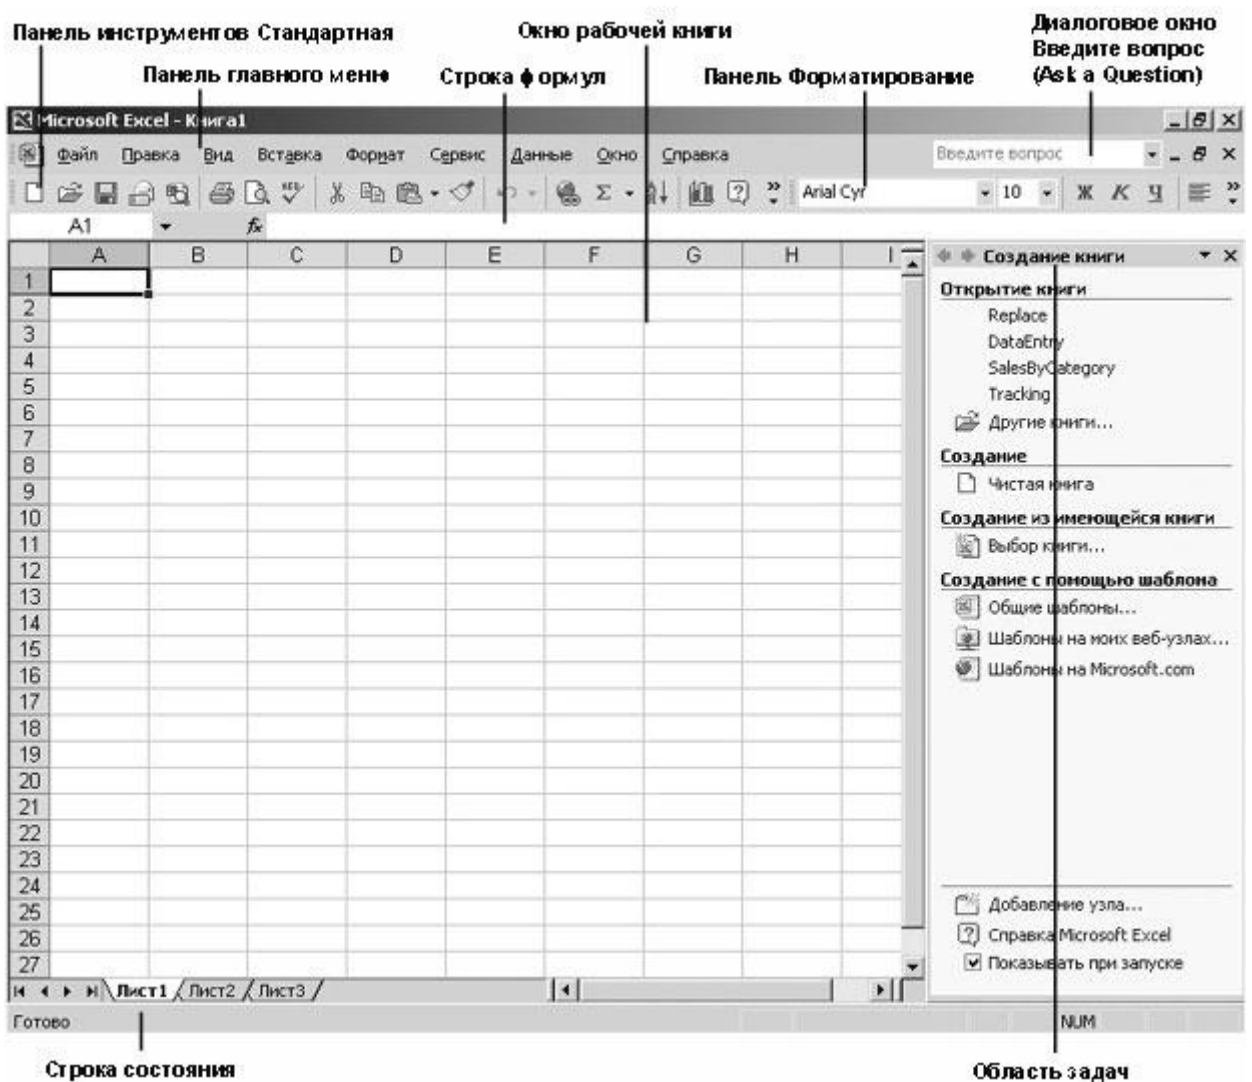 Панель инструментов Стандартная
Окно рабочей книги
Диалоговое окно
Введите вопрос
(Ask a Question)
Панель главного меню
Строка формул
Панель Форматирование
Microsoft Excel - Книга1
Файл Правка Вид Вставка Формат Сервис Данные Окно Справка
Введите вопрос
Arial Cyr 10 Ж К Ч
A1 fx
A B C D E F G H I
Создание книги
1
2
3
4
5
6
7
8
9
10
11
12
13
14
15
16
17
18
19
20
21
22
23
24
25
26
27
Открытие книги
Replace
DataEntry
SalesByCategory
Tracking
Другие книги...
Создание
Чистая книга
Создание из имеющейся книги
Выбор книги...
Создание с помощью шаблона
Общие шаблоны...
Шаблоны на моих веб-узлах...
Шаблоны на Microsoft.com
Добавление узла...
Справка Microsoft Excel
Показывать при запуске
Лист1 Лист2 Лист3
Готово
NUM
Строка состояния
Область задач